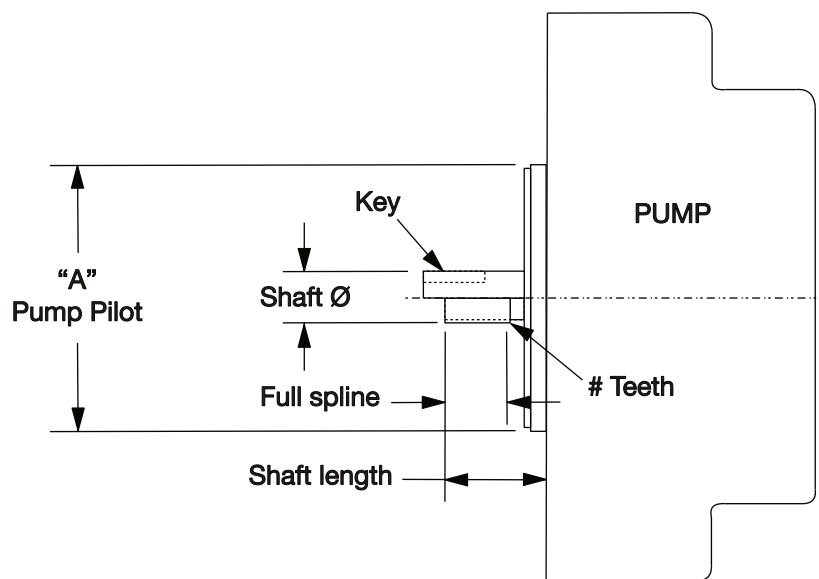 Key
PUMP
“A”
Pump Pilot
Shaft Ø
Full spline
# Teeth
Shaft length